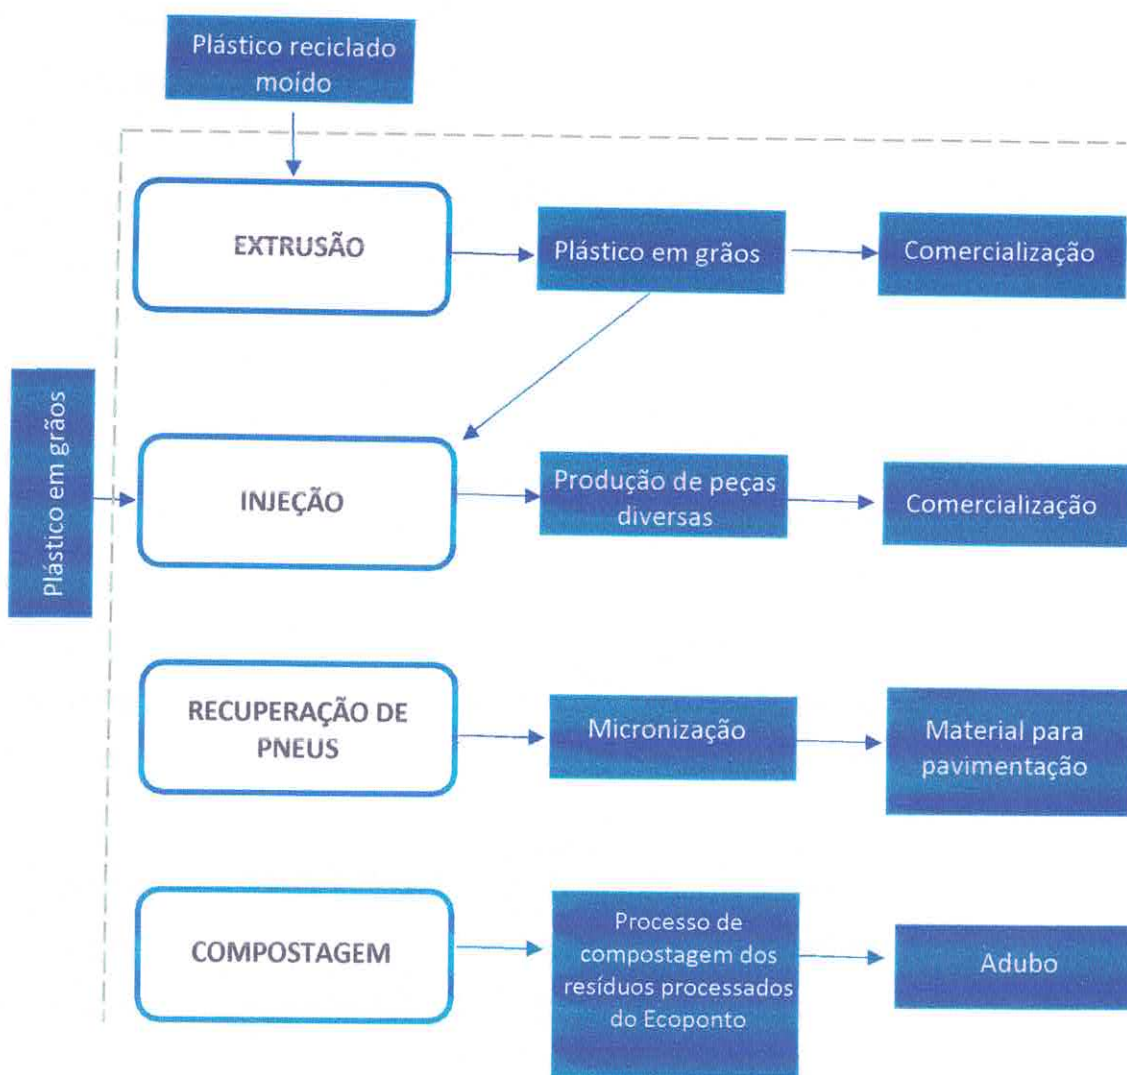 Plástico reciclado
moído
EXTRUSÃO
Plástico em grãos
Comercialização
Plástico em grãos
INJEÇÃO
Produção de peças
diversas
Comercialização
RECUPERAÇÃO DE
PNEUS
Micronização
Material para
pavimentação
COMPOSTAGEM
Processo de
compostagem dos
resíduos processados
do Ecoponto
Adubo